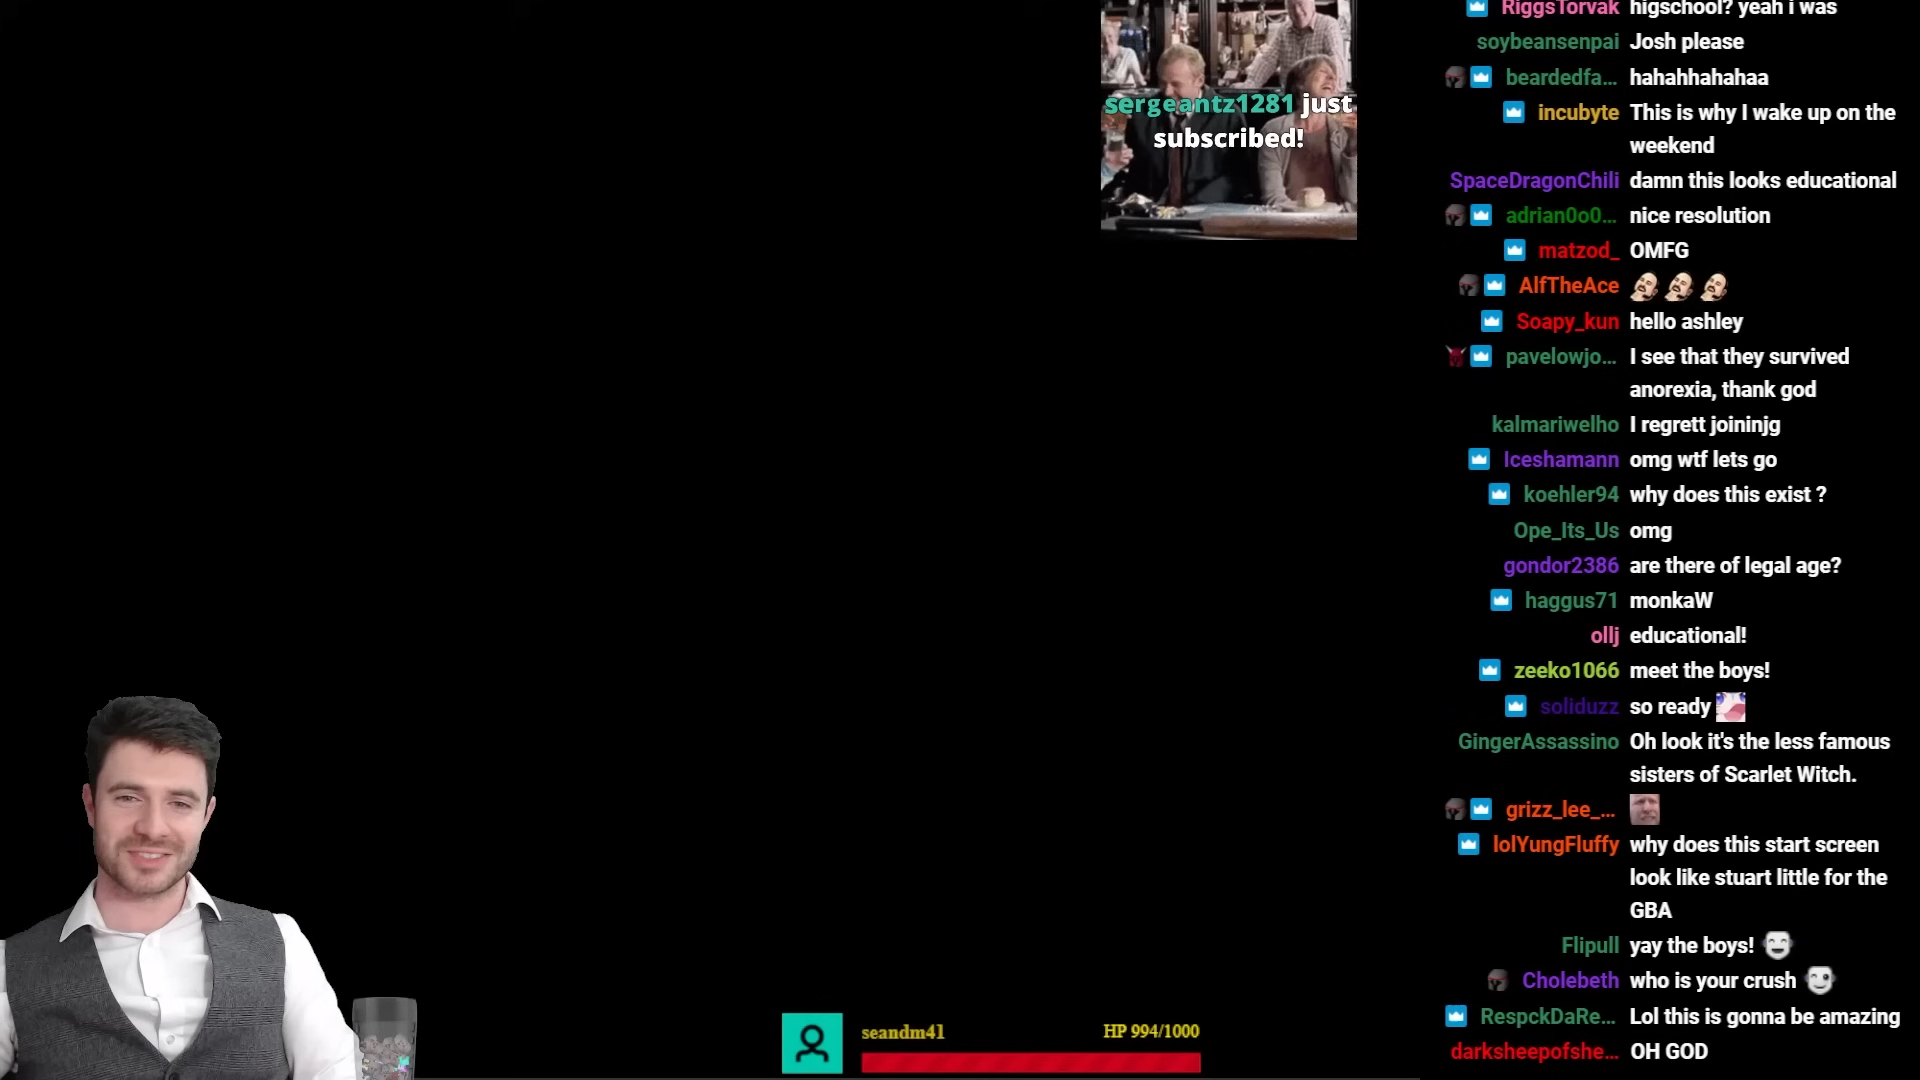 sergeantz1281 just
subscribed!
seandm41
HP 994/1000
RiggsTorvak higschool? yeah i was
soybeansenpai Josh please
beardedfa... hahahhahahaa
incubyte This is why I wake up on the
weekend
SpaceDragonChili damn this looks educational
adrian0o0... nice resolution
matzod_ OMFG
AlfTheAce
Soapy_kun hello ashley
pavelowjo... I see that they survived
anorexia, thank god
kalmariwelho I regrett joininjg
Iceshamann omg wtf lets go
koehler94 why does this exist ?
Ope_Its_Us omg
gondor2386 are there of legal age?
haggus71 monkaW
ollj educational!
zeeko1066 meet the boys!
soliduzz so ready
GingerAssassino Oh look it's the less famous
sisters of Scarlet Witch.
grizz_lee_...
lolYungFluffy why does this start screen
look like stuart little for the
GBA
Flipull yay the boys!
Cholebeth who is your crush
RespckDaRe... Lol this is gonna be amazing
darksheepofshe... OH GOD